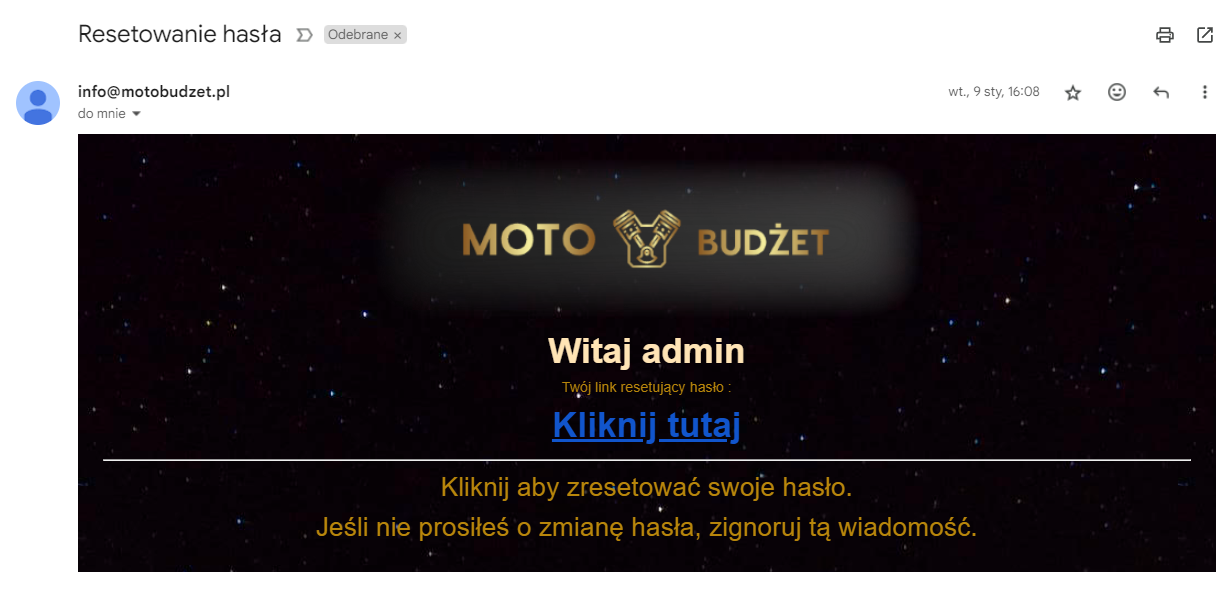 Resetowanie hasła
Odebrane ×
info@motobudzet.pl
wt., 9 sty, 16:08
do mnie
MOTO BUDŻET
Witaj admin
Twój link resetujący hasło :
Kliknij tutaj
Kliknij aby zresetować swoje hasło.
Jeśli nie prosiłeś o zmianę hasła, zignoruj tą wiadomość.